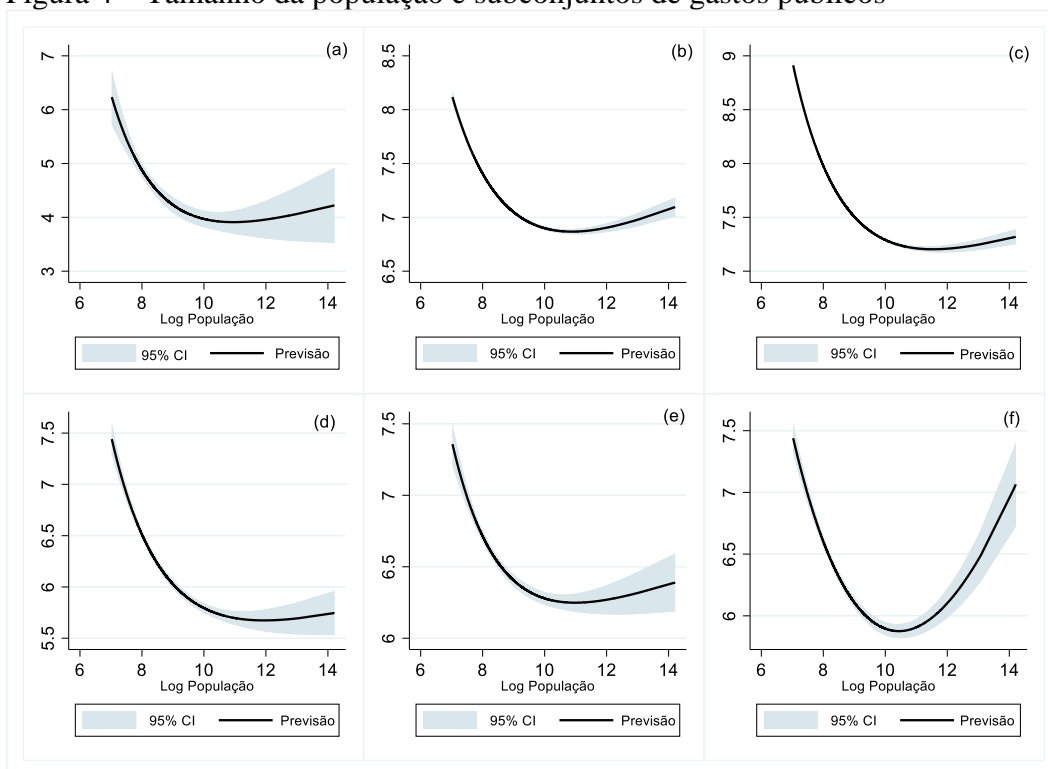 Figura 4 – Tamanho da população e subconjuntos de gastos públicos
(a)
7
6
5
4
3
6 8 10 12 14
Log População
95% CI Previsão
(b)
8.5
8
7.5
7
6.5
6 8 10 12 14
Log População
95% CI Previsão
(c)
9
8.5
8
7.5
7
6 8 10 12 14
Log População
95% CI Previsão
(d)
7.5
7
6.5
6
5.5
6 8 10 12 14
Log População
95% CI Previsão
(e)
7.5
7
6.5
6
6 8 10 12 14
Log População
95% CI Previsão
(f)
7.5
7
6.5
6
6 8 10 12 14
Log População
95% CI Previsão